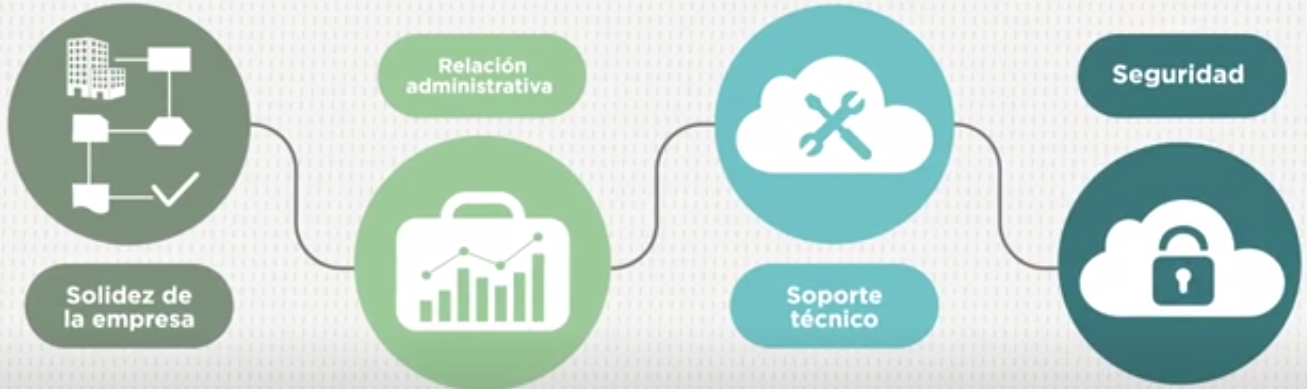 Solidez de
la empresa
Relación
administrativa
Soporte
técnico
Seguridad